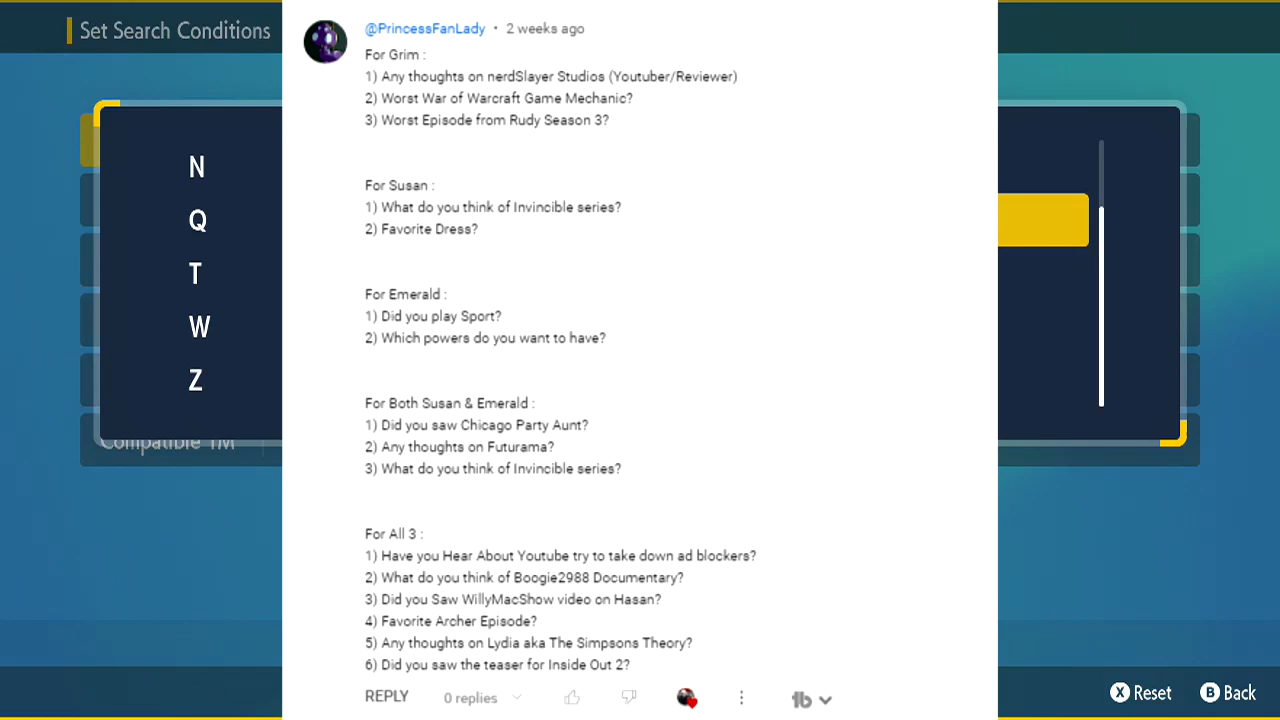 Set Search Conditions
N
Q
T
W
Z
Compatible TM
@PrincessFanLady • 2 weeks ago
For Grim :
1) Any thoughts on nerdSlayer Studios (Youtuber/Reviewer)
2) Worst War of Warcraft Game Mechanic?
3) Worst Episode from Rudy Season 3?
For Susan :
1) What do you think of Invincible series?
2) Favorite Dress?
For Emerald :
1) Did you play Sport?
2) Which powers do you want to have?
For Both Susan & Emerald :
1) Did you saw Chicago Party Aunt?
2) Any thoughts on Futurama?
3) What do you think of Invincible series?
For All 3 :
1) Have you Hear About Youtube try to take down ad blockers?
2) What do you think of Boogie2988 Documentary?
3) Did you Saw WillyMacShow video on Hasan?
4) Favorite Archer Episode?
5) Any thoughts on Lydia aka The Simpsons Theory?
6) Did you saw the teaser for Inside Out 2?
REPLY 0 replies
X Reset B Back